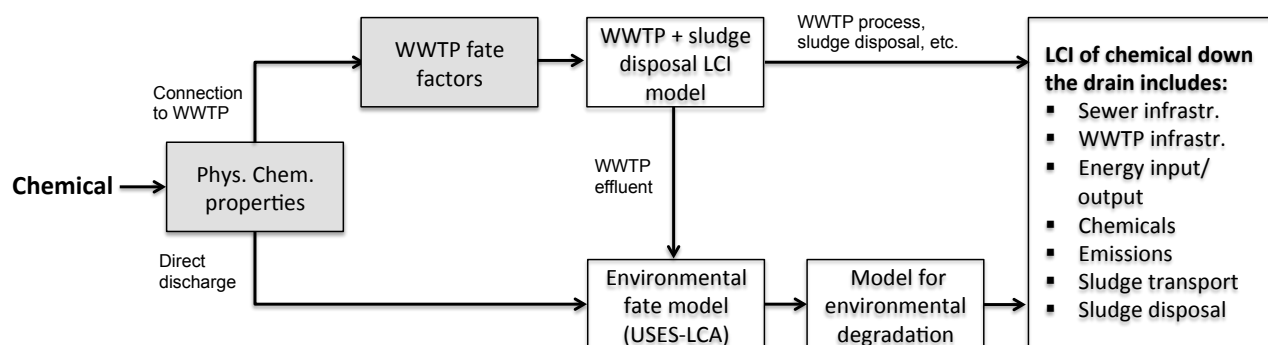 Chemical
Phys. Chem.
properties
Connection
to WWTP
Direct
discharge
WWTP fate
factors
WWTP + sludge
disposal LCI
model
WWTP process,
sludge disposal, etc.
WWTP
effluent
Environmental
fate model
(USES-LCA)
Model for
environmental
degradation
LCI of chemical down
the drain includes:
▪ Sewer infrastr.
▪ WWTP infrastr.
▪ Energy input/
output
▪ Chemicals
▪ Emissions
▪ Sludge transport
▪ Sludge disposal